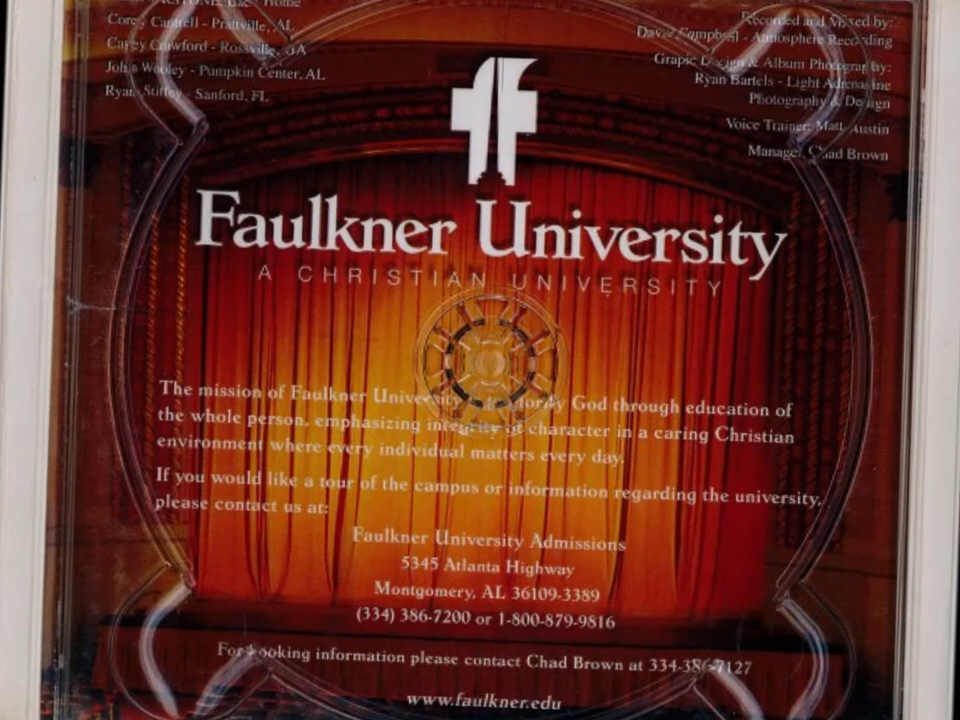 Home
Corey Cantrell - Prattville, AL
Casey Crawford - Rossville, GA
John Wooley - Pumpkin Center, AL
Ryan - Sanford, FL
Recorded and Mixed by:
Campbell - Atmosphere Recording
Graphic Design & Album Photography by:
Ryan Bartels - Light Adrenaline
Photography & Design
Voice Trainer: Matt Austin
Manager: Chad Brown
Faulkner University
A CHRISTIAN UNIVERSITY
The mission of Faulkner University glorify God through education of
the whole person, emphasizing integrity of character in a caring Christian
environment where every individual matters every day.
If you would like a tour of the campus or information regarding the university,
please contact us at:
Faulkner University Admissions
5345 Atlanta Highway
Montgomery, AL 36109-3389
(334) 386-7200 or 1-800-879-9816
For booking information please contact Chad Brown at 334-386-7127
www.faulkner.edu